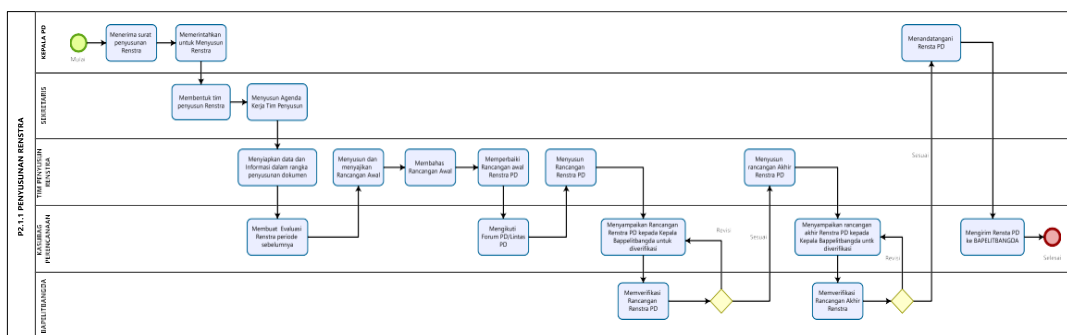 P2.1.1 PENYUSUNAN RENSTRA
KEPALA PD
Mulai
Menerima surat
penyusunan
Renstra
Memerintahkan
untuk Menyusun
Renstra
Menandatangani
Rensta PD
SEKRETARIS
Membentuk tim
penyusun Renstra
Menyusun Agenda
Kerja Tim Penyusun
TIM PENYUSUN
RENSTRA
Menyiapkan data dan
Informasi dalam rangka
penyusunan dokumen
Menyusun dan
menyajikan
Rancangan Awal
Membahas
Rancangan Awal
Memperbaiki
Rancangan awal
Renstra PD
Menyusun
Rancangan
Renstra PD
Menyusun
rancangan Akhir
Renstra PD
Sesuai
KASUBAG
PERENCANAAN
Membuat Evaluasi
Renstra periode
sebelumnya
Mengikuti
Forum PD/Lintas
PD
Menyampaikan Rancangan
Renstra PD kepada Kepala
Bappelitbangda untuk
diverifikasi
Revisi
Sesuai
Menyampaikan rancangan
akhir Renstra PD kepada
Kepala Bappelitbangda untk
diverifikasi
Revisi
Mengirim Rensta PD
ke BAPELITBANGDA
Selesai
BAPELITBANGDA
Memverifikasi
Rancangan
Renstra PD
Memverifikasi
Rancangan Akhir
Renstra